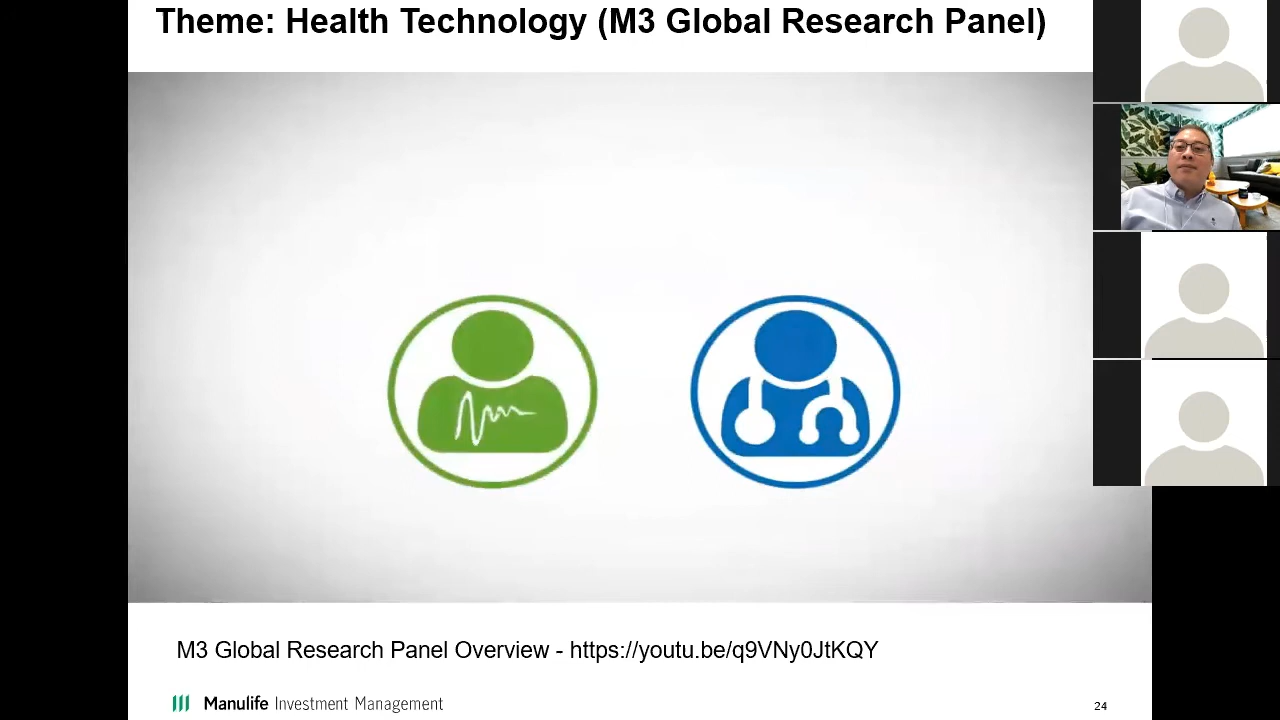 Theme: Health Technology (M3 Global Research Panel)
M3 Global Research Panel Overview - https://youtu.be/q9VNy0JtKQY
Manulife Investment Management
24